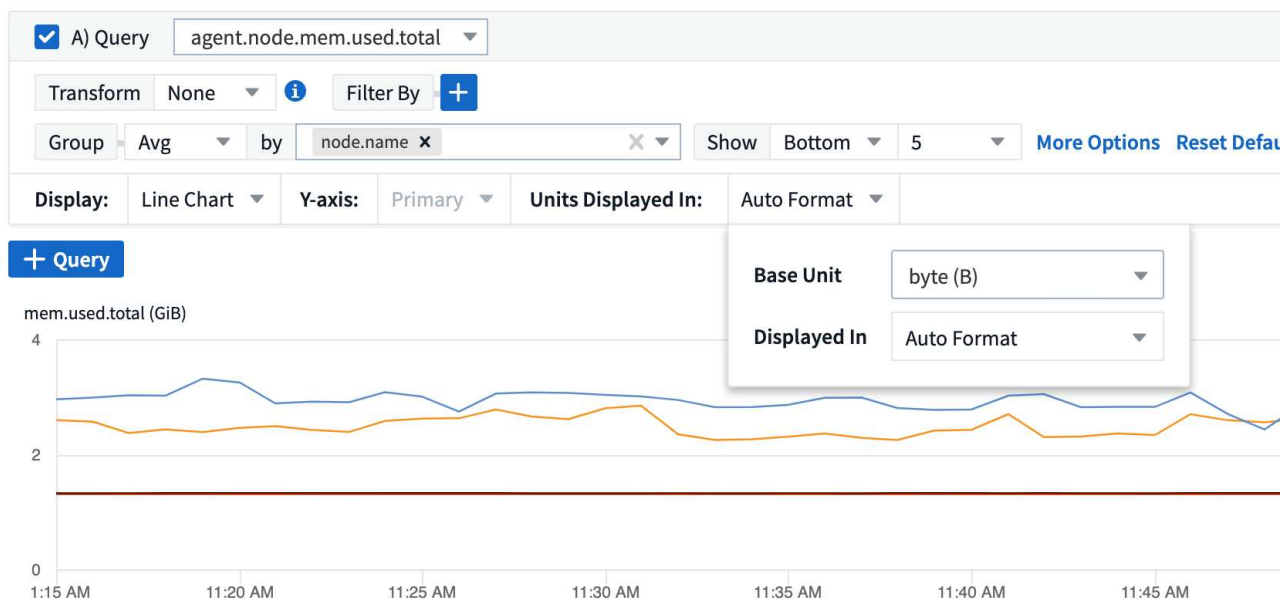 A) Query agent.node.mem.used.total
Transform None i Filter By +
Group Avg by node.name × × Show Bottom 5 More Options Reset Defau
Display: Line Chart Y-axis: Primary Units Displayed In: Auto Format
+ Query
Base Unit byte (B)
Displayed In Auto Format
mem.used.total (GiB)
4
2
0
1:15 AM 11:20 AM 11:25 AM 11:30 AM 11:35 AM 11:40 AM 11:45 AM